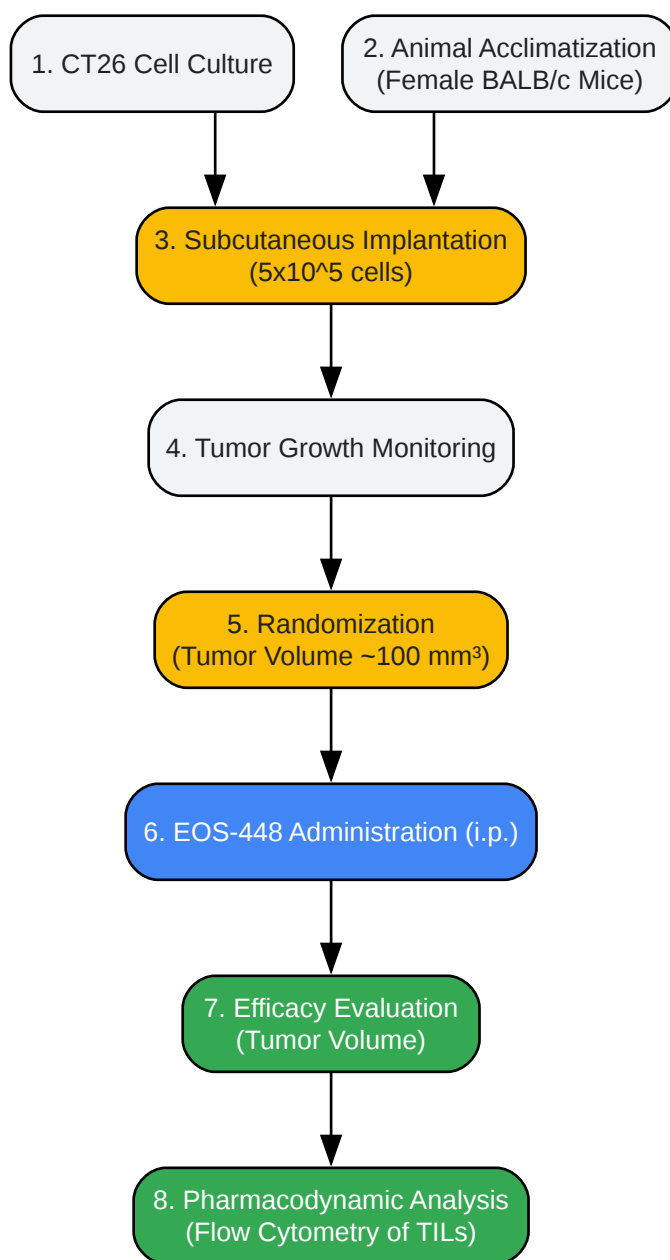 1. CT26 Cell Culture
2. Animal Acclimatization
(Female BALB/c Mice)
3. Subcutaneous Implantation
(5x10^5 cells)
4. Tumor Growth Monitoring
5. Randomization
(Tumor Volume ~100 mm³)
6. EOS-448 Administration (i.p.)
7. Efficacy Evaluation
(Tumor Volume)
8. Pharmacodynamic Analysis
(Flow Cytometry of TILs)